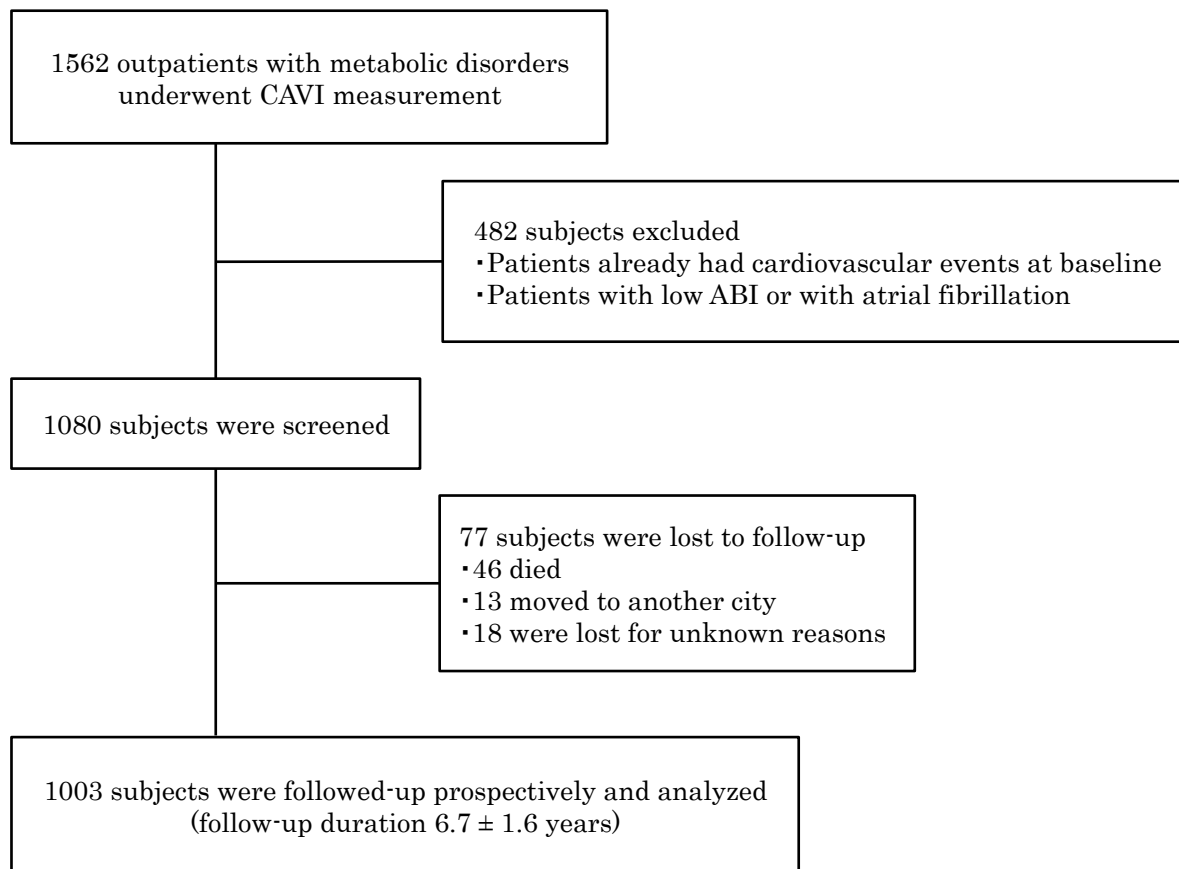 1562 outpatients with metabolic disorders
underwent CAVI measurement
482 subjects excluded
・Patients already had cardiovascular events at baseline
・Patients with low ABI or with atrial fibrillation
1080 subjects were screened
77 subjects were lost to follow-up
・46 died
・13 moved to another city
・18 were lost for unknown reasons
1003 subjects were followed-up prospectively and analyzed
(follow-up duration 6.7 ± 1.6 years)